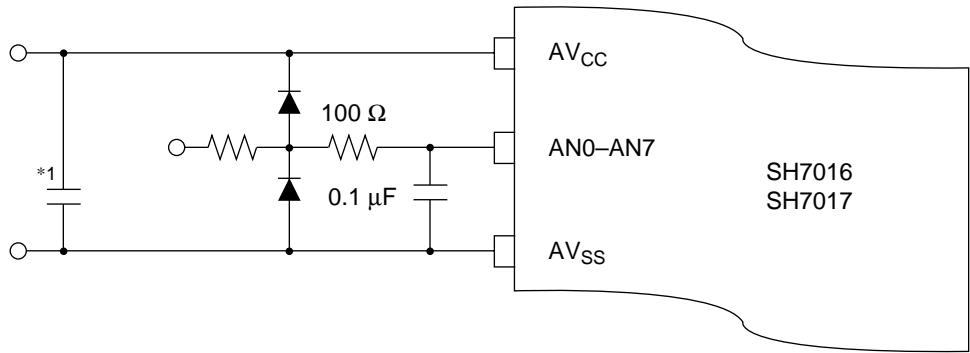 AVCC
100 Ω
AN0–AN7
*1
0.1 μF
SH7016
SH7017
AVSS